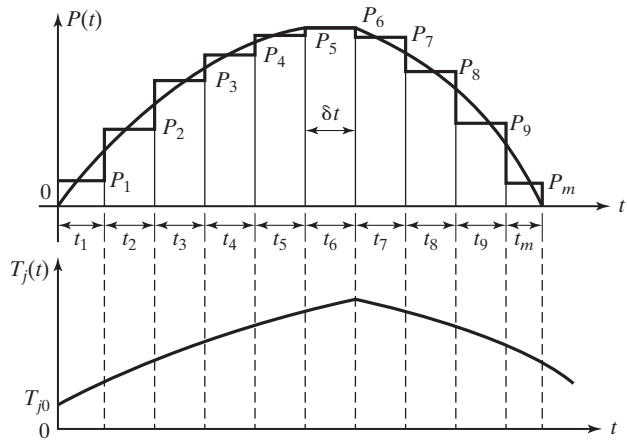 P(t)
P₁
P₂
P₃
P₄
P₅
P₆
P₇
P₈
P₉
Pₘ
δt
0
t
t₁ t₂ t₃ t₄ t₅ t₆ t₇ t₈ t₉ tₘ
Tⱼ(t)
Tⱼ₀
0
t